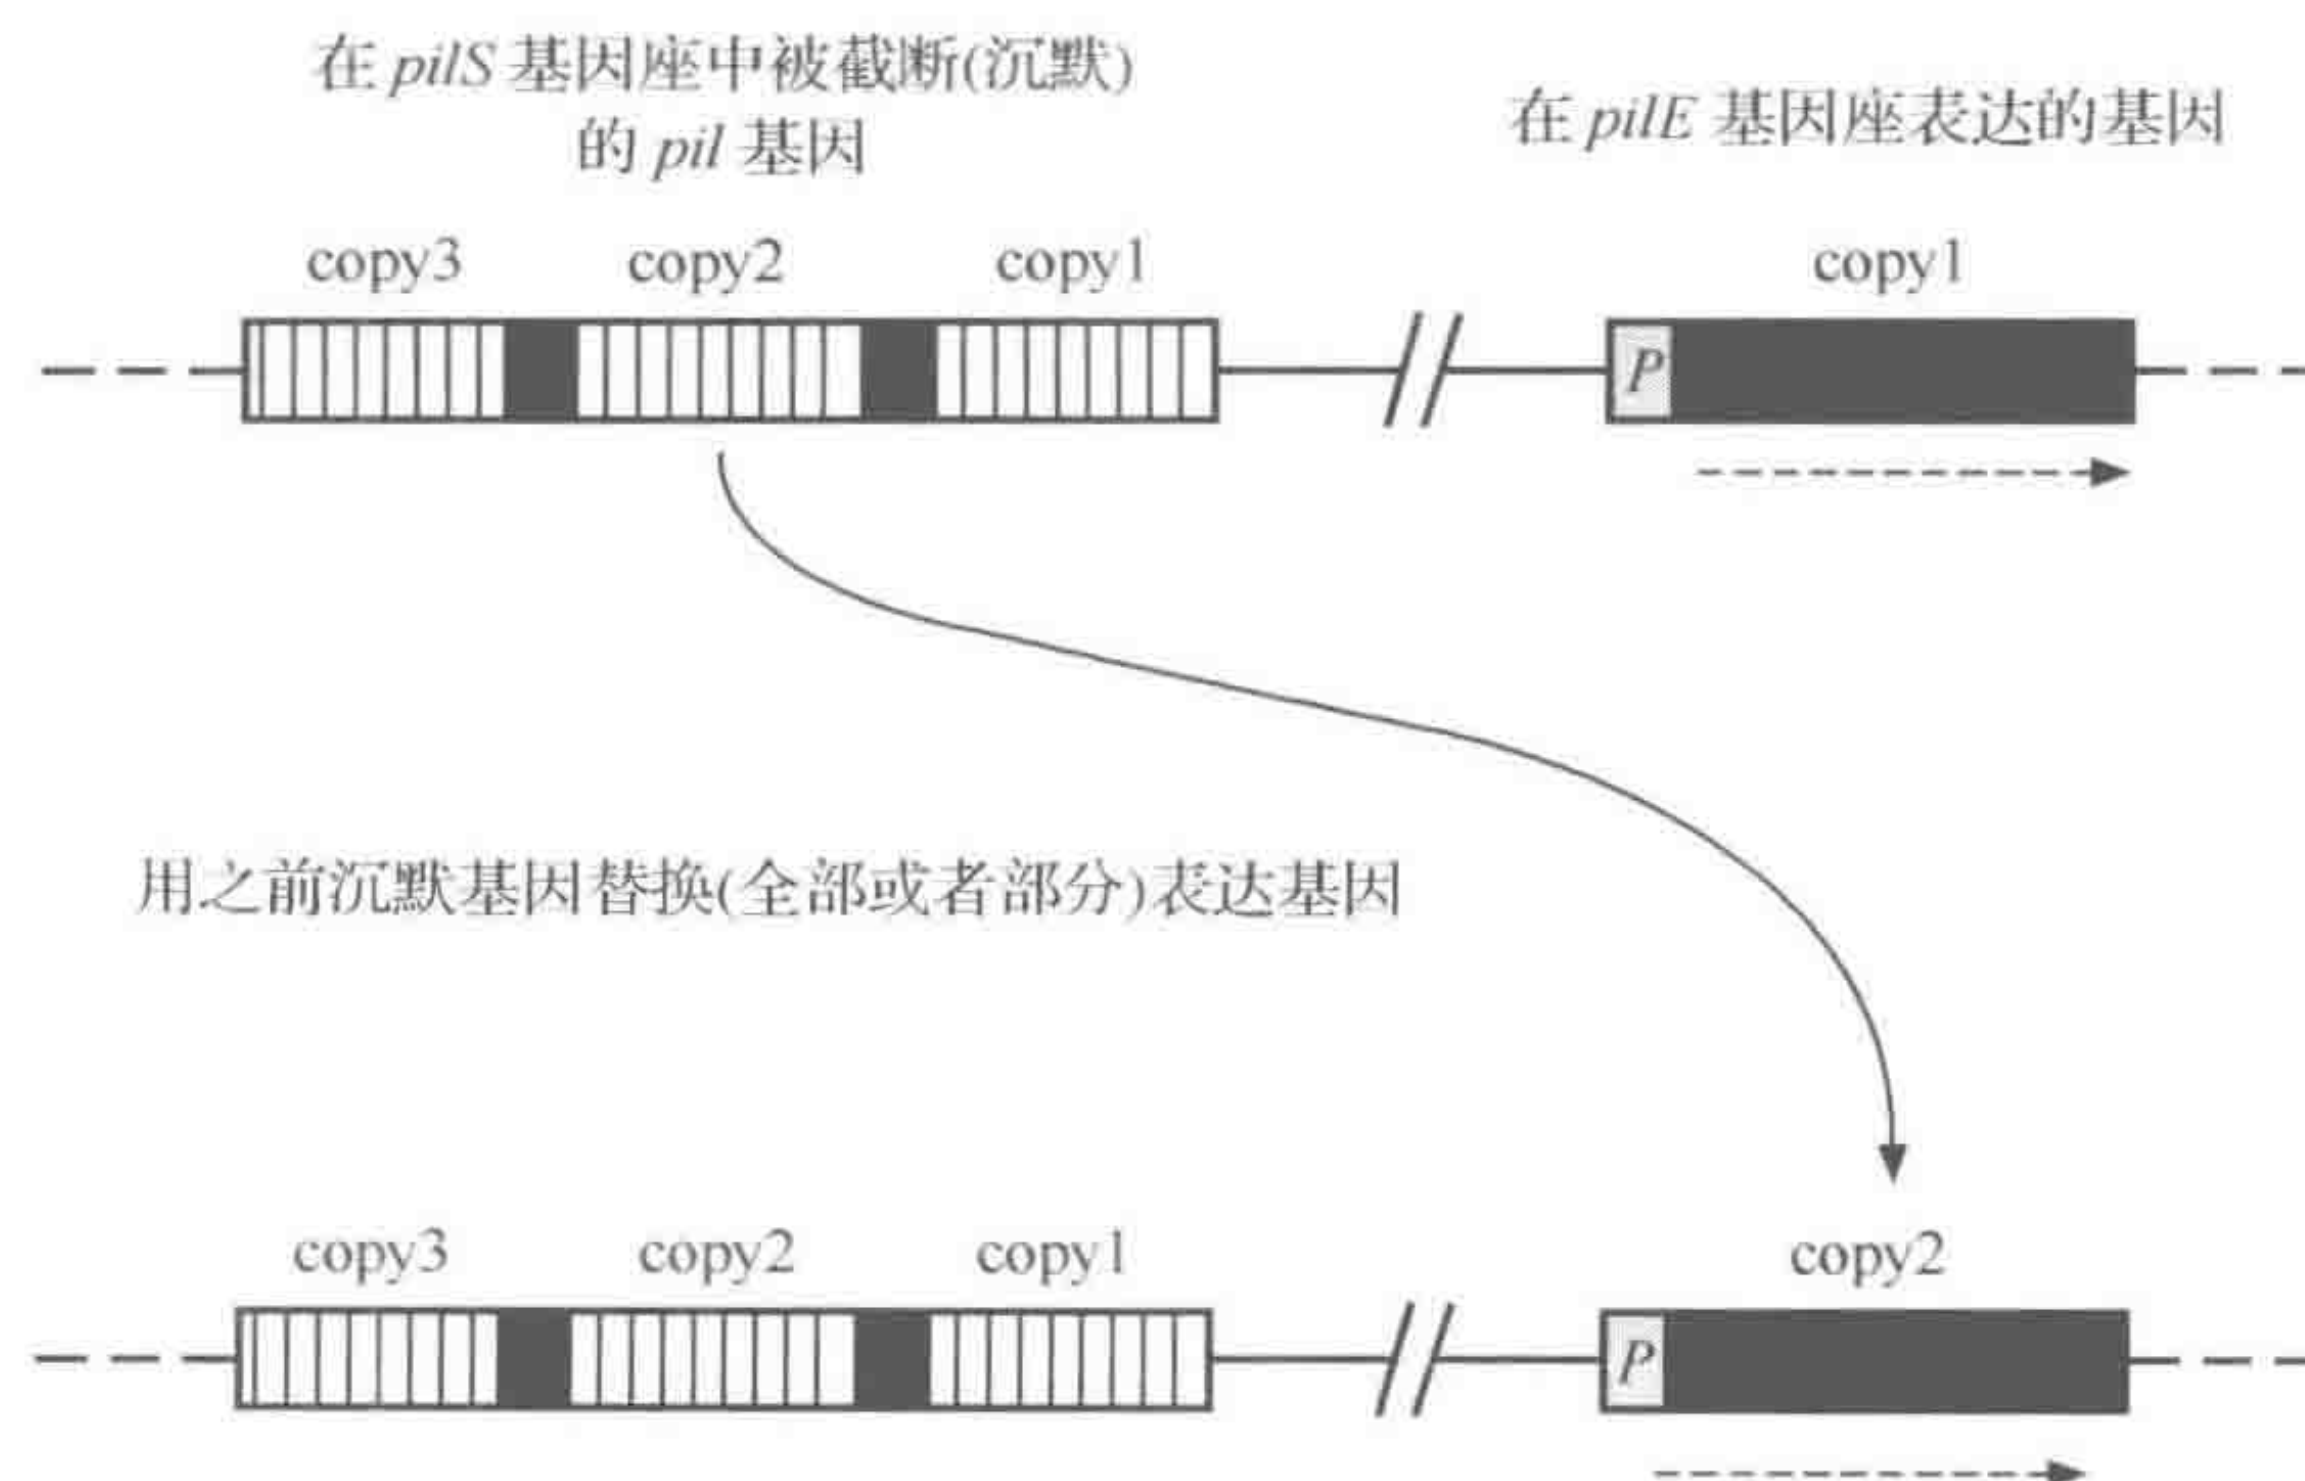 在 pilS 基因座中被截断(沉默)
的 pil 基因
在 pilE 基因座表达的基因
copy3 copy2 copy1 copy1
P
用之前沉默基因替换(全部或者部分)表达基因
copy3 copy2 copy1 copy2
P